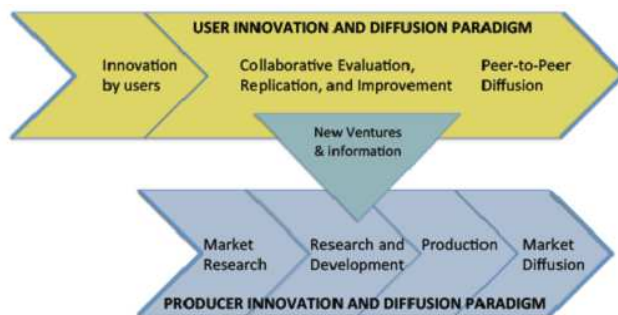 USER INNOVATION AND DIFFUSION PARADIGM
Innovation
by users
Collaborative Evaluation,
Replication, and Improvement
Peer-to-Peer
Diffusion
New Ventures
& information
Market
Research
Research and
Development
Production
Market
Diffusion
PRODUCER INNOVATION AND DIFFUSION PARADIGM